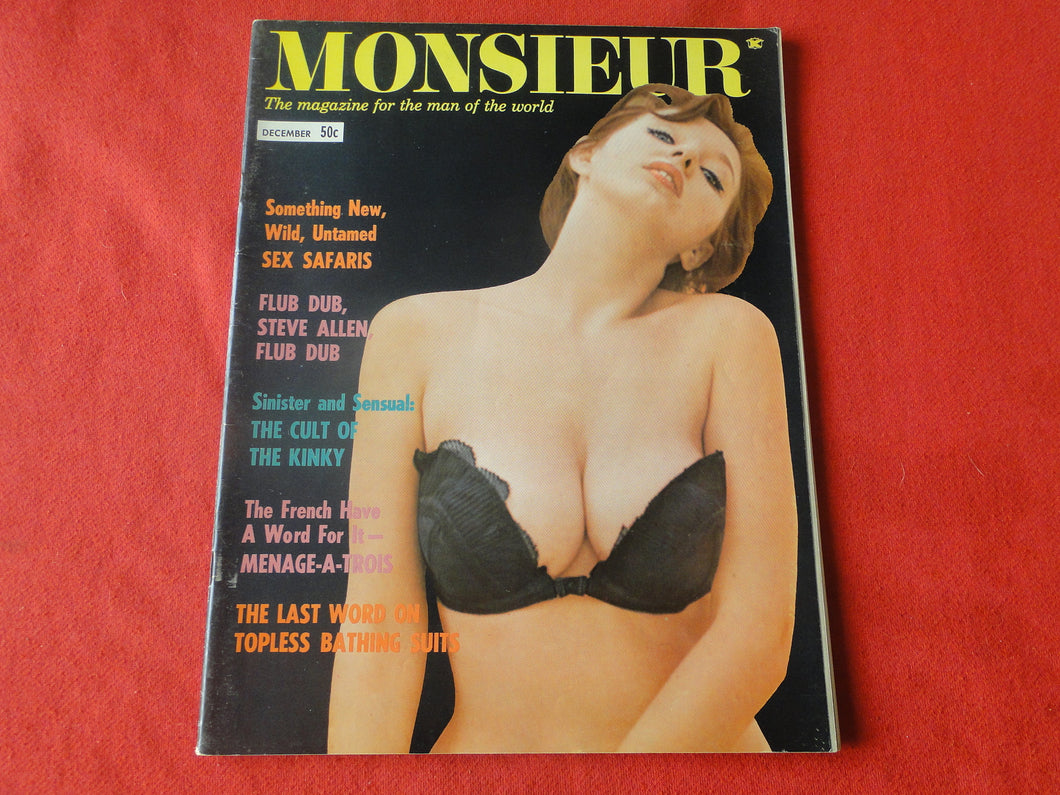 MONSIEUR
The magazine for the man of the world
DECEMBER 50c
Something New,
Wild, Untamed
SEX SAFARIS
FLUB DUB,
STEVE ALLEN,
FLUB DUB
Sinister and Sensual:
THE CULT OF
THE KINKY
The French Have
A Word For It—
MENAGE-A-TROIS
THE LAST WORD ON
TOPLESS BATHING SUITS